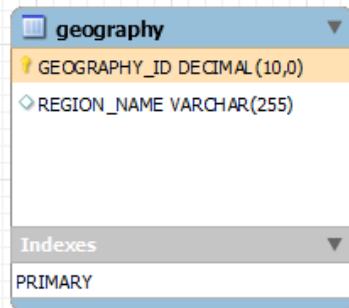 geography
GEOGRAPHY_ID DECIMAL(10,0)
REGION_NAME VARCHAR(255)
Indexes
PRIMARY